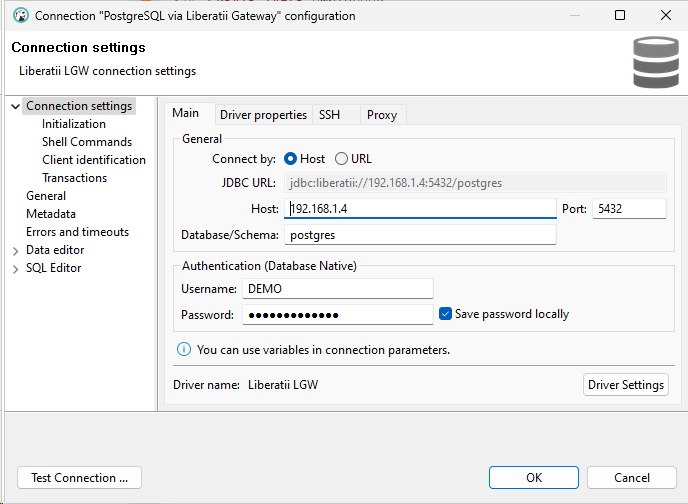 Connection "PostgreSQL via Liberatii Gateway" configuration
Connection settings
Liberatii LGW connection settings
Connection settings
Initialization
Shell Commands
Client identification
Transactions
General
Metadata
Errors and timeouts
Data editor
SQL Editor
Main Driver properties SSH Proxy
General
Connect by: Host URL
JDBC URL: jdbc:liberatii://192.168.1.4:5432/postgres
Host: 192.168.1.4 Port: 5432
Database/Schema: postgres
Authentication (Database Native)
Username: DEMO
Password: ●●●●●●●●●●●●● Save password locally
You can use variables in connection parameters.
Driver name: Liberatii LGW Driver Settings
Test Connection ... OK Cancel